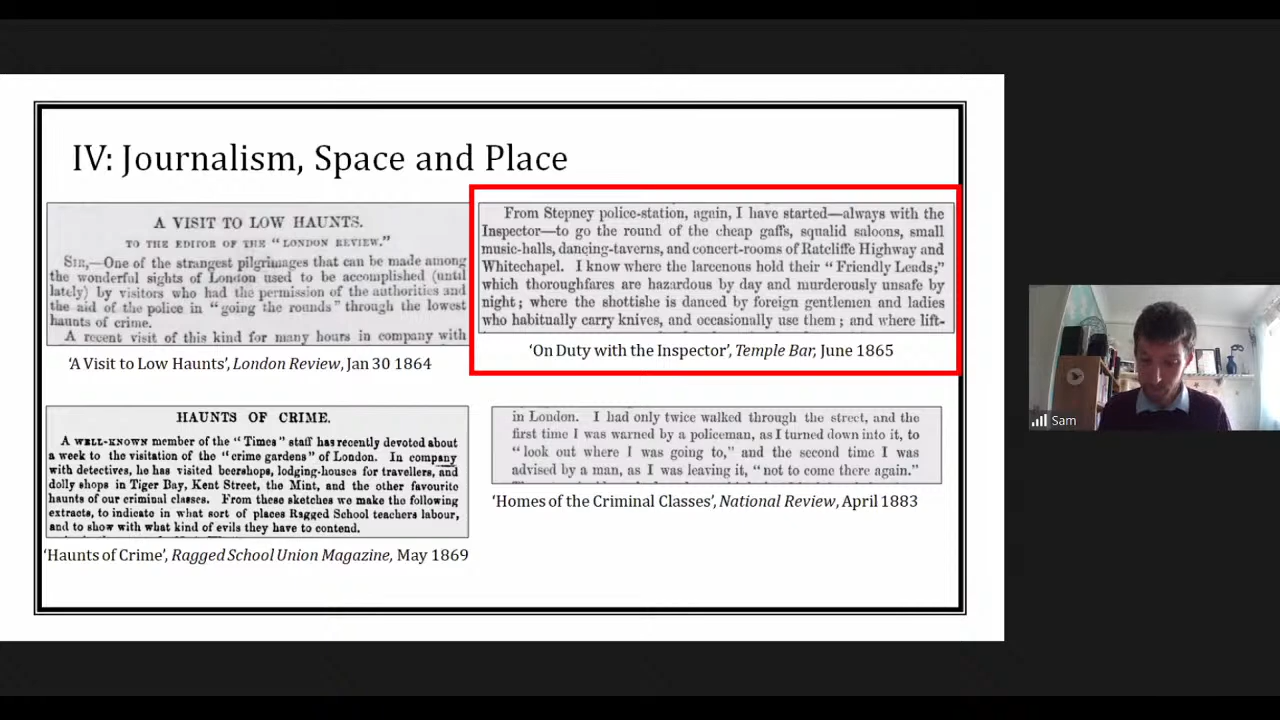 IV: Journalism, Space and Place
A VISIT TO LOW HAUNTS.
TO THE EDITOR OF THE "LONDON REVIEW."
SIR,—One of the strangest pilgrimages that can be made among
the wonderful sights of London used to be accomplished (until
lately) by visitors who had the permission of the authorities and
the aid of the police in "going the rounds" through the lowest
haunts of crime.
A recent visit of this kind for many hours in company with
'A Visit to Low Haunts', London Review, Jan 30 1864
From Stepney police-station, again, I have started—always with the
Inspector—to go the round of the cheap gaffs, squalid saloons, small
music-halls, dancing-taverns, and concert-rooms of Ratcliffe Highway and
Whitechapel. I know where the larcenous hold their "Friendly Leads;"
which thoroughfares are hazardous by day and murderously unsafe by
night; where the shottishe is danced by foreign gentlemen and ladies
who habitually carry knives, and occasionally use them; and where lift-
'On Duty with the Inspector', Temple Bar, June 1865
HAUNTS OF CRIME.
A WELL-KNOWN member of the "Times" staff has recently devoted about
a week to the visitation of the "crime gardens" of London. In company
with detectives, he has visited beershops, lodging-houses for travellers, and
dolly shops in Tiger Bay, Kent Street, the Mint, and the other favourite
haunts of our criminal classes. From these sketches we make the following
extracts, to indicate in what sort of places Ragged School teachers labour,
and to show with what kind of evils they have to contend.
'Haunts of Crime', Ragged School Union Magazine, May 1869
in London. I had only twice walked through the street, and the
first time I was warned by a policeman, as I turned down into it, to
"look out where I was going to," and the second time I was
advised by a man, as I was leaving it, "not to come there again."
'Homes of the Criminal Classes', National Review, April 1883
Sam